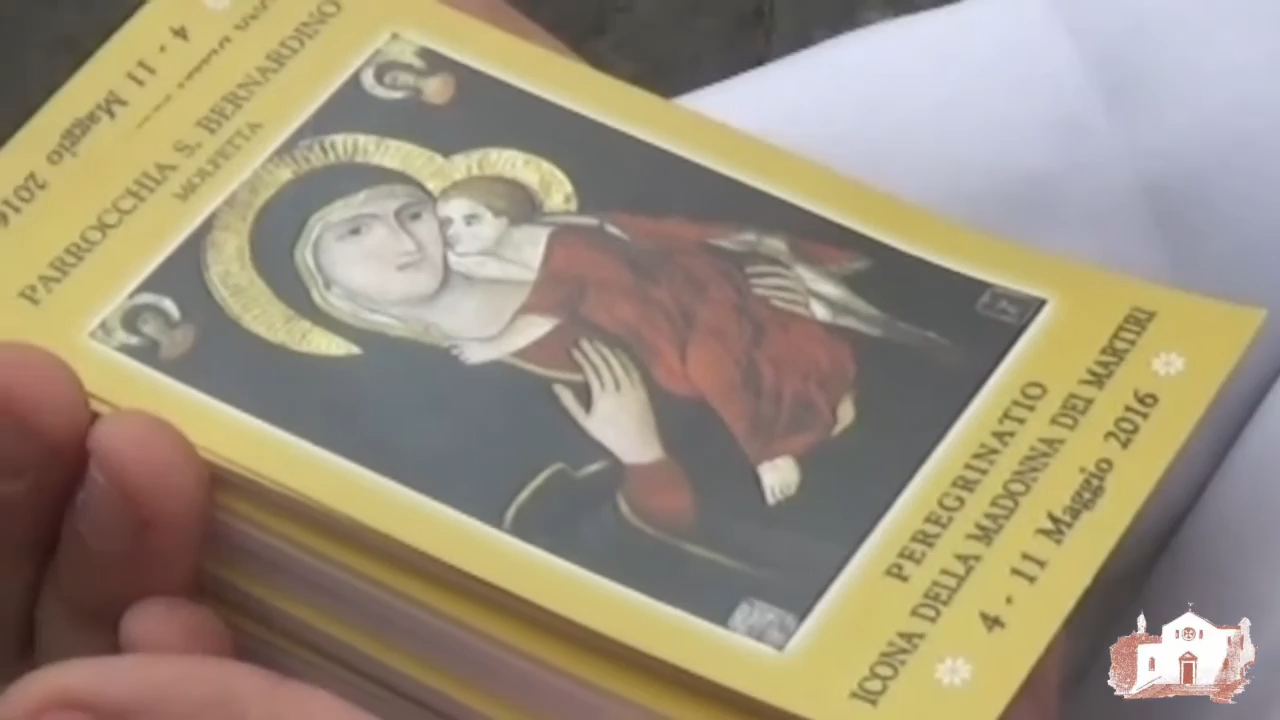 PARROCCHIA S. BERNARDINO
MOLFETTA
PEREGRINATIO
ICONA DELLA MADONNA DEI MARTIRI
4 - 11 Maggio 2016
4 - 11 Maggio 2016